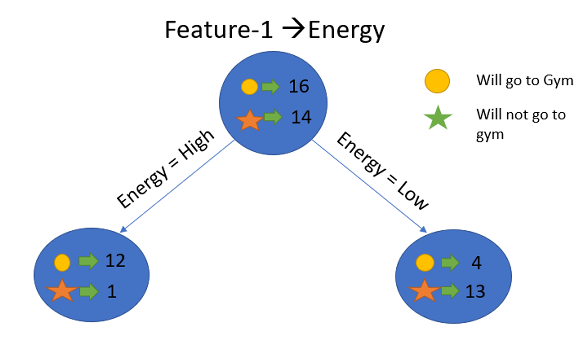 Feature-1 →Energy
16
14
Will go to Gym
Will not go to
gym
Energy = High
Energy = Low
12
1
4
13